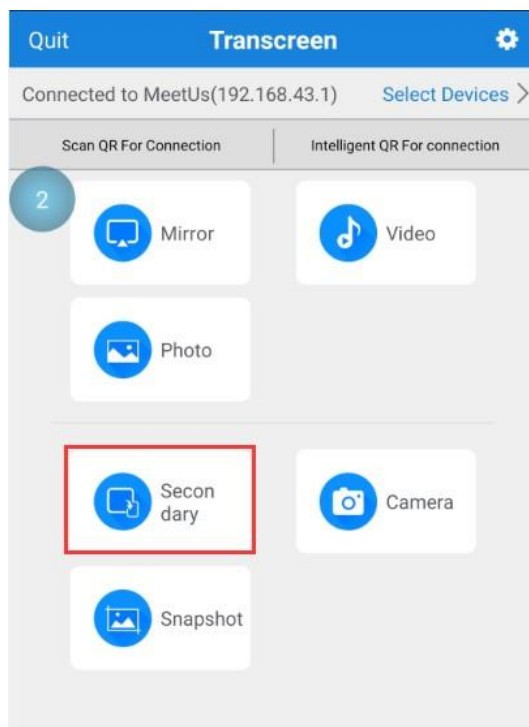 Quit Transcreen
Connected to MeetUs(192.168.43.1) Select Devices >
Scan QR For Connection Intelligent QR For connection
2
Mirror Video
Photo
Secon
dary
Camera
Snapshot